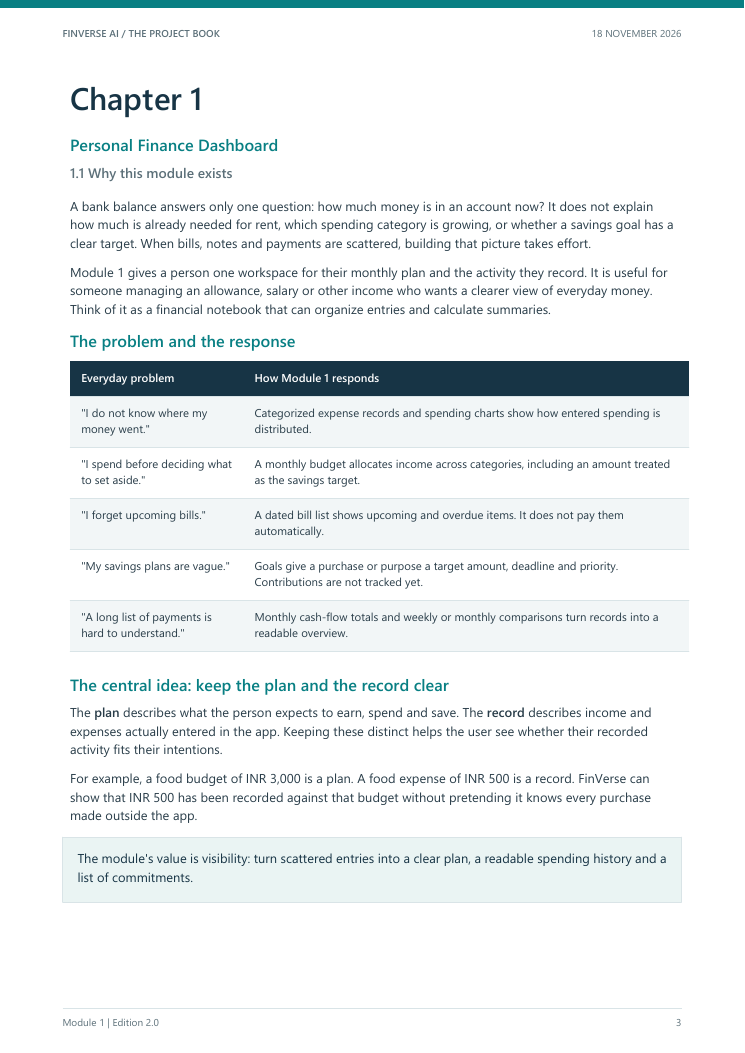 FINVERSE AI / THE PROJECT BOOK
18 NOVEMBER 2026
Chapter 1
Personal Finance Dashboard
1.1 Why this module exists
A bank balance answers only one question: how much money is in an account now? It does not explain
how much is already needed for rent, which spending category is growing, or whether a savings goal has a
clear target. When bills, notes and payments are scattered, building that picture takes effort.
Module 1 gives a person one workspace for their monthly plan and the activity they record. It is useful for
someone managing an allowance, salary or other income who wants a clearer view of everyday money.
Think of it as a financial notebook that can organize entries and calculate summaries.
The problem and the response
Everyday problem
How Module 1 responds
"I do not know where my
money went."
Categorized expense records and spending charts show how entered spending is
distributed.
"I spend before deciding what
to set aside."
A monthly budget allocates income across categories, including an amount treated
as the savings target.
"I forget upcoming bills."
A dated bill list shows upcoming and overdue items. It does not pay them
automatically.
"My savings plans are vague."
Goals give a purchase or purpose a target amount, deadline and priority.
Contributions are not tracked yet.
"A long list of payments is
hard to understand."
Monthly cash-flow totals and weekly or monthly comparisons turn records into a
readable overview.
The central idea: keep the plan and the record clear
The plan describes what the person expects to earn, spend and save. The record describes income and
expenses actually entered in the app. Keeping these distinct helps the user see whether their recorded
activity fits their intentions.
For example, a food budget of INR 3,000 is a plan. A food expense of INR 500 is a record. FinVerse can
show that INR 500 has been recorded against that budget without pretending it knows every purchase
made outside the app.
The module's value is visibility: turn scattered entries into a clear plan, a readable spending history and a
list of commitments.
Module 1 | Edition 2.0
3